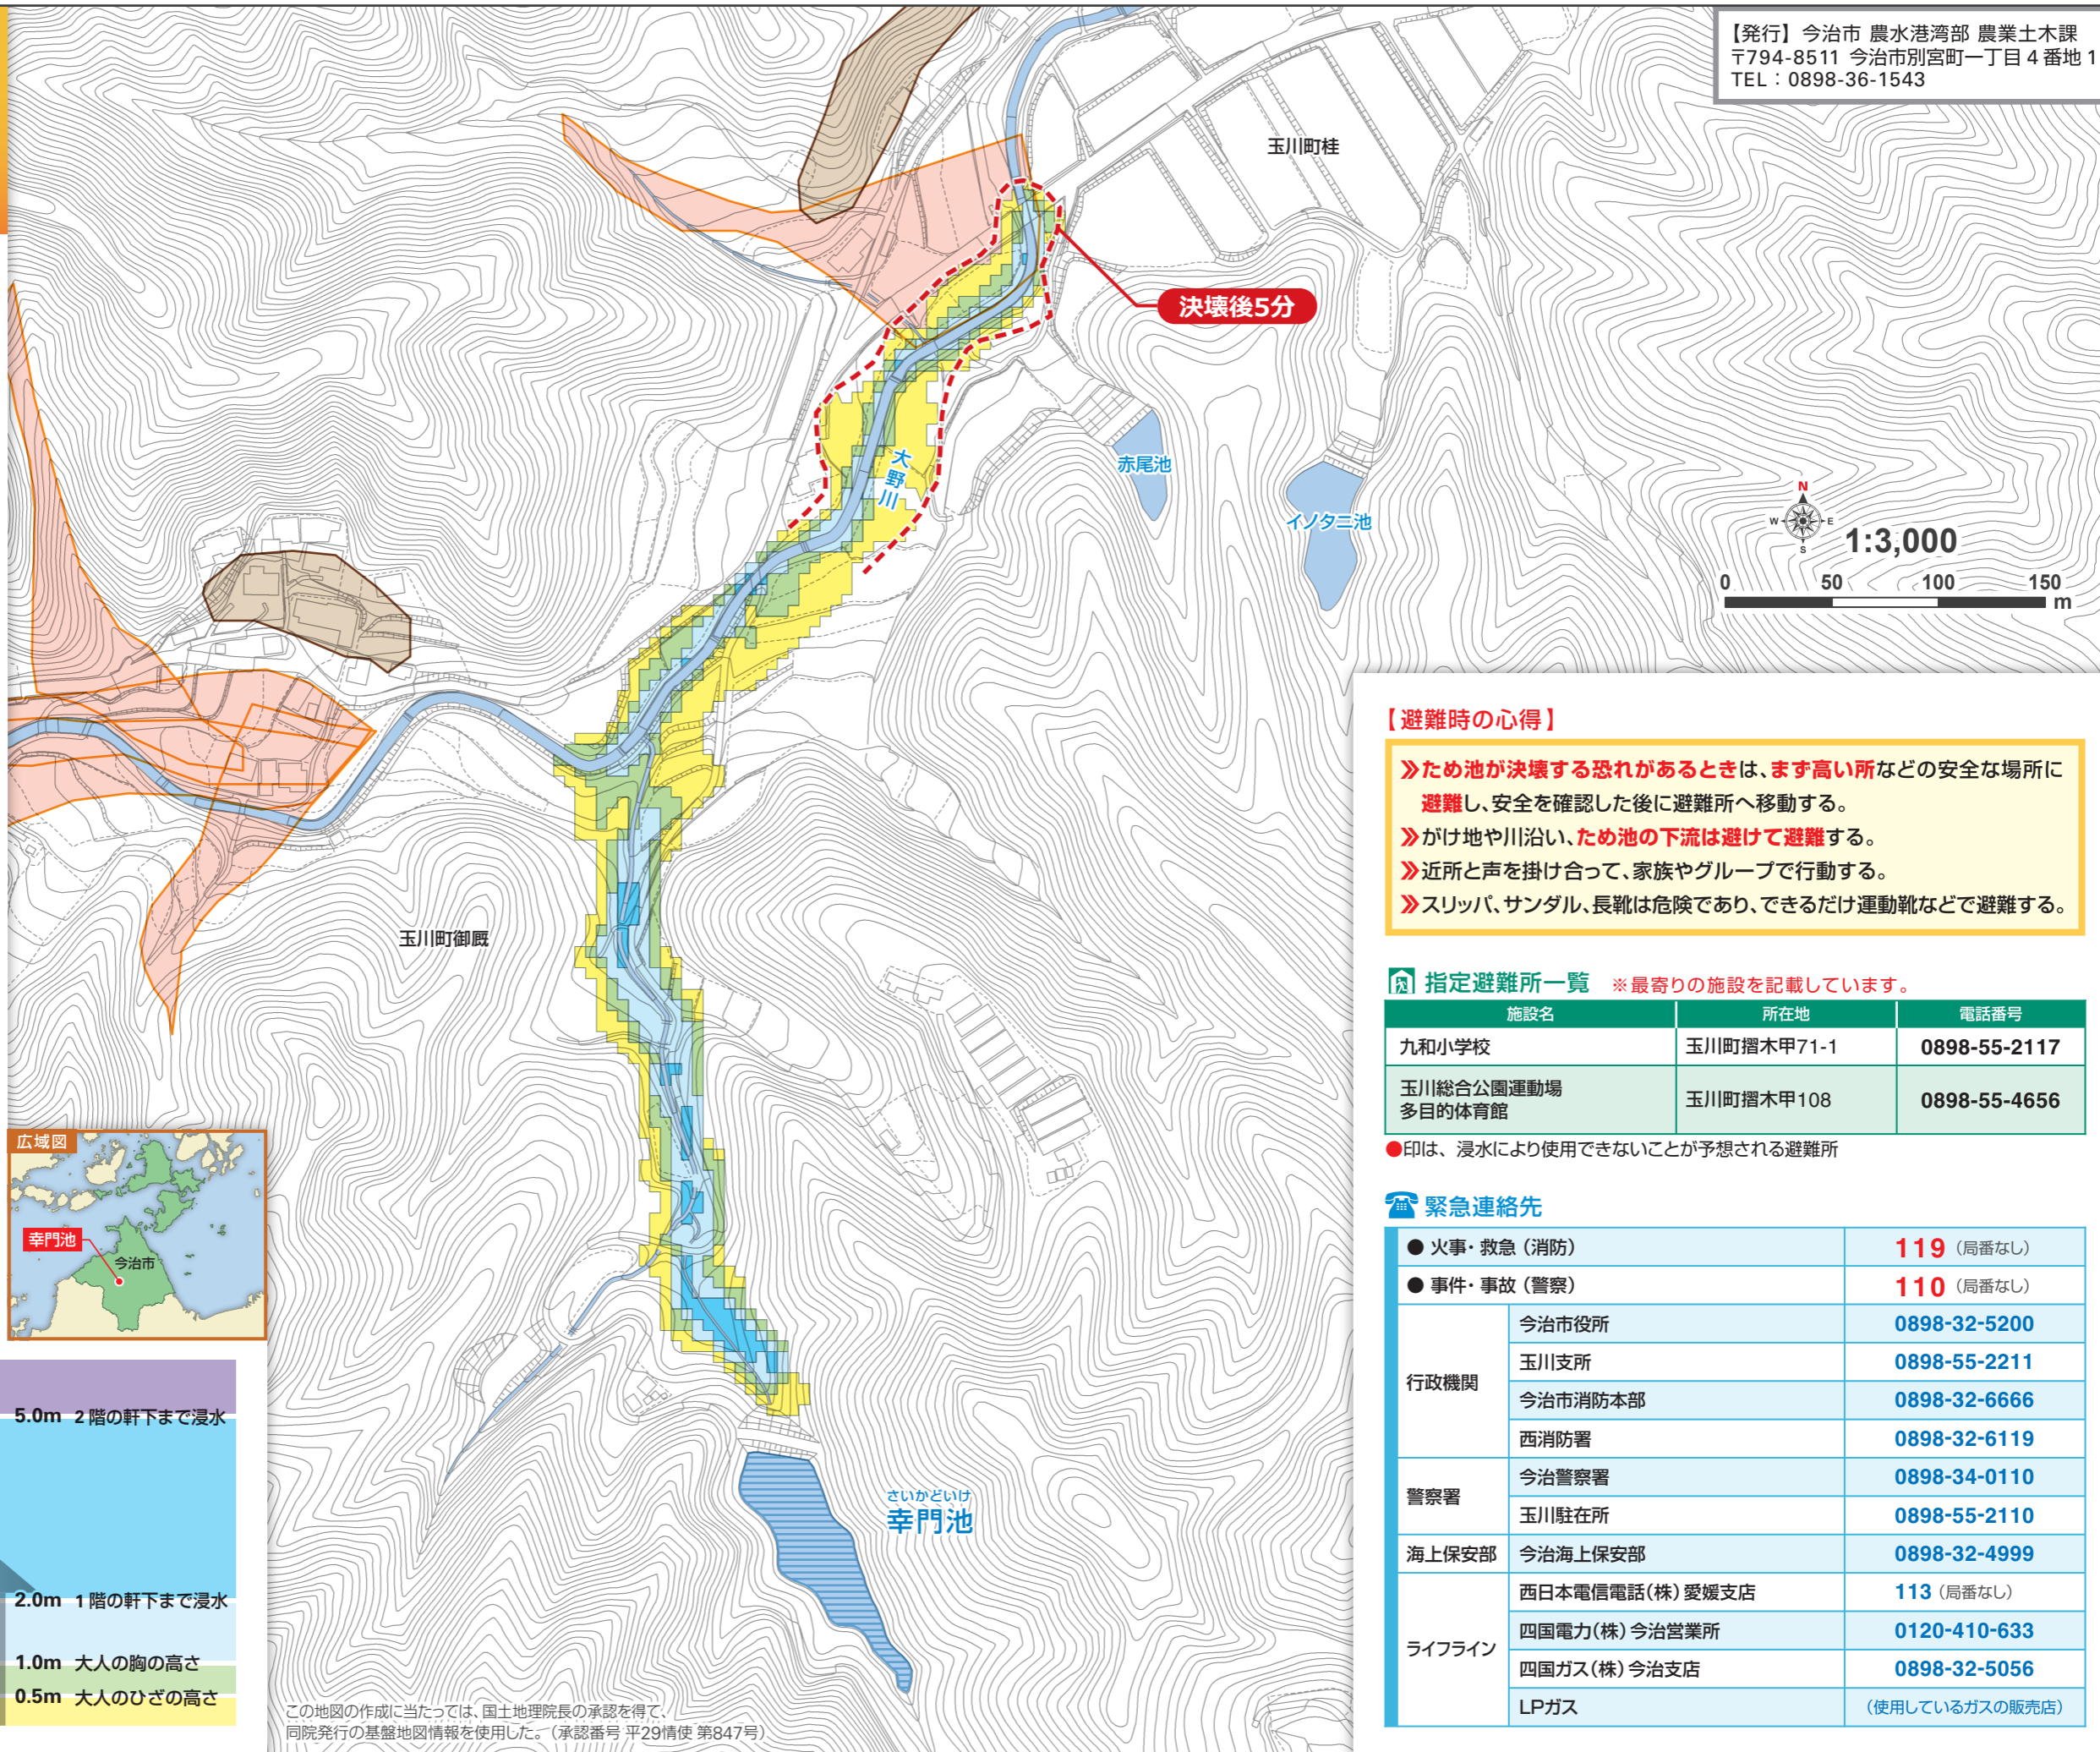 【発行】今治市 農水港湾部 農業土木課
〒794-8511 今治市別宮町一丁目4番地1
TEL：0898-36-1543
玉川町桂
決壊後5分
大野川
赤尾池
イノタニ池
N
W E
S
1:3,000
0 50 100 150
m
玉川町御厩
【避難時の心得】
≫ため池が決壊する恐れがあるときは、まず高い所などの安全な場所に
避難し、安全を確認した後に避難所へ移動する。
≫がけ地や川沿い、ため池の下流は避けて避難する。
≫近所と声を掛け合って、家族やグループで行動する。
≫スリッパ、サンダル、長靴は危険であり、できるだけ運動靴などで避難する。
指定避難所一覧 ※最寄りの施設を記載しています。
施設名 所在地 電話番号
九和小学校 玉川町摺木甲71-1 0898-55-2117
玉川総合公園運動場
多目的体育館 玉川町摺木甲108 0898-55-4656
●印は、浸水により使用できないことが予想される避難所
緊急連絡先
● 火事・救急（消防） 119（局番なし）
● 事件・事故（警察） 110（局番なし）
行政機関
今治市役所 0898-32-5200
玉川支所 0898-55-2211
今治市消防本部 0898-32-6666
西消防署 0898-32-6119
警察署
今治警察署 0898-34-0110
玉川駐在所 0898-55-2110
海上保安部 今治海上保安部 0898-32-4999
ライフライン
西日本電信電話（株）愛媛支店 113（局番なし）
四国電力（株）今治営業所 0120-410-633
四国ガス（株）今治支店 0898-32-5056
LPガス （使用しているガスの販売店）
広域図
幸門池
今治市
5.0m 2階の軒下まで浸水
2.0m 1階の軒下まで浸水
1.0m 大人の胸の高さ
0.5m 大人のひざの高さ
さいかどいけ
幸門池
この地図の作成に当たっては、国土地理院長の承認を得て、
同院発行の基盤地図情報を使用した。（承認番号 平29情使 第847号）